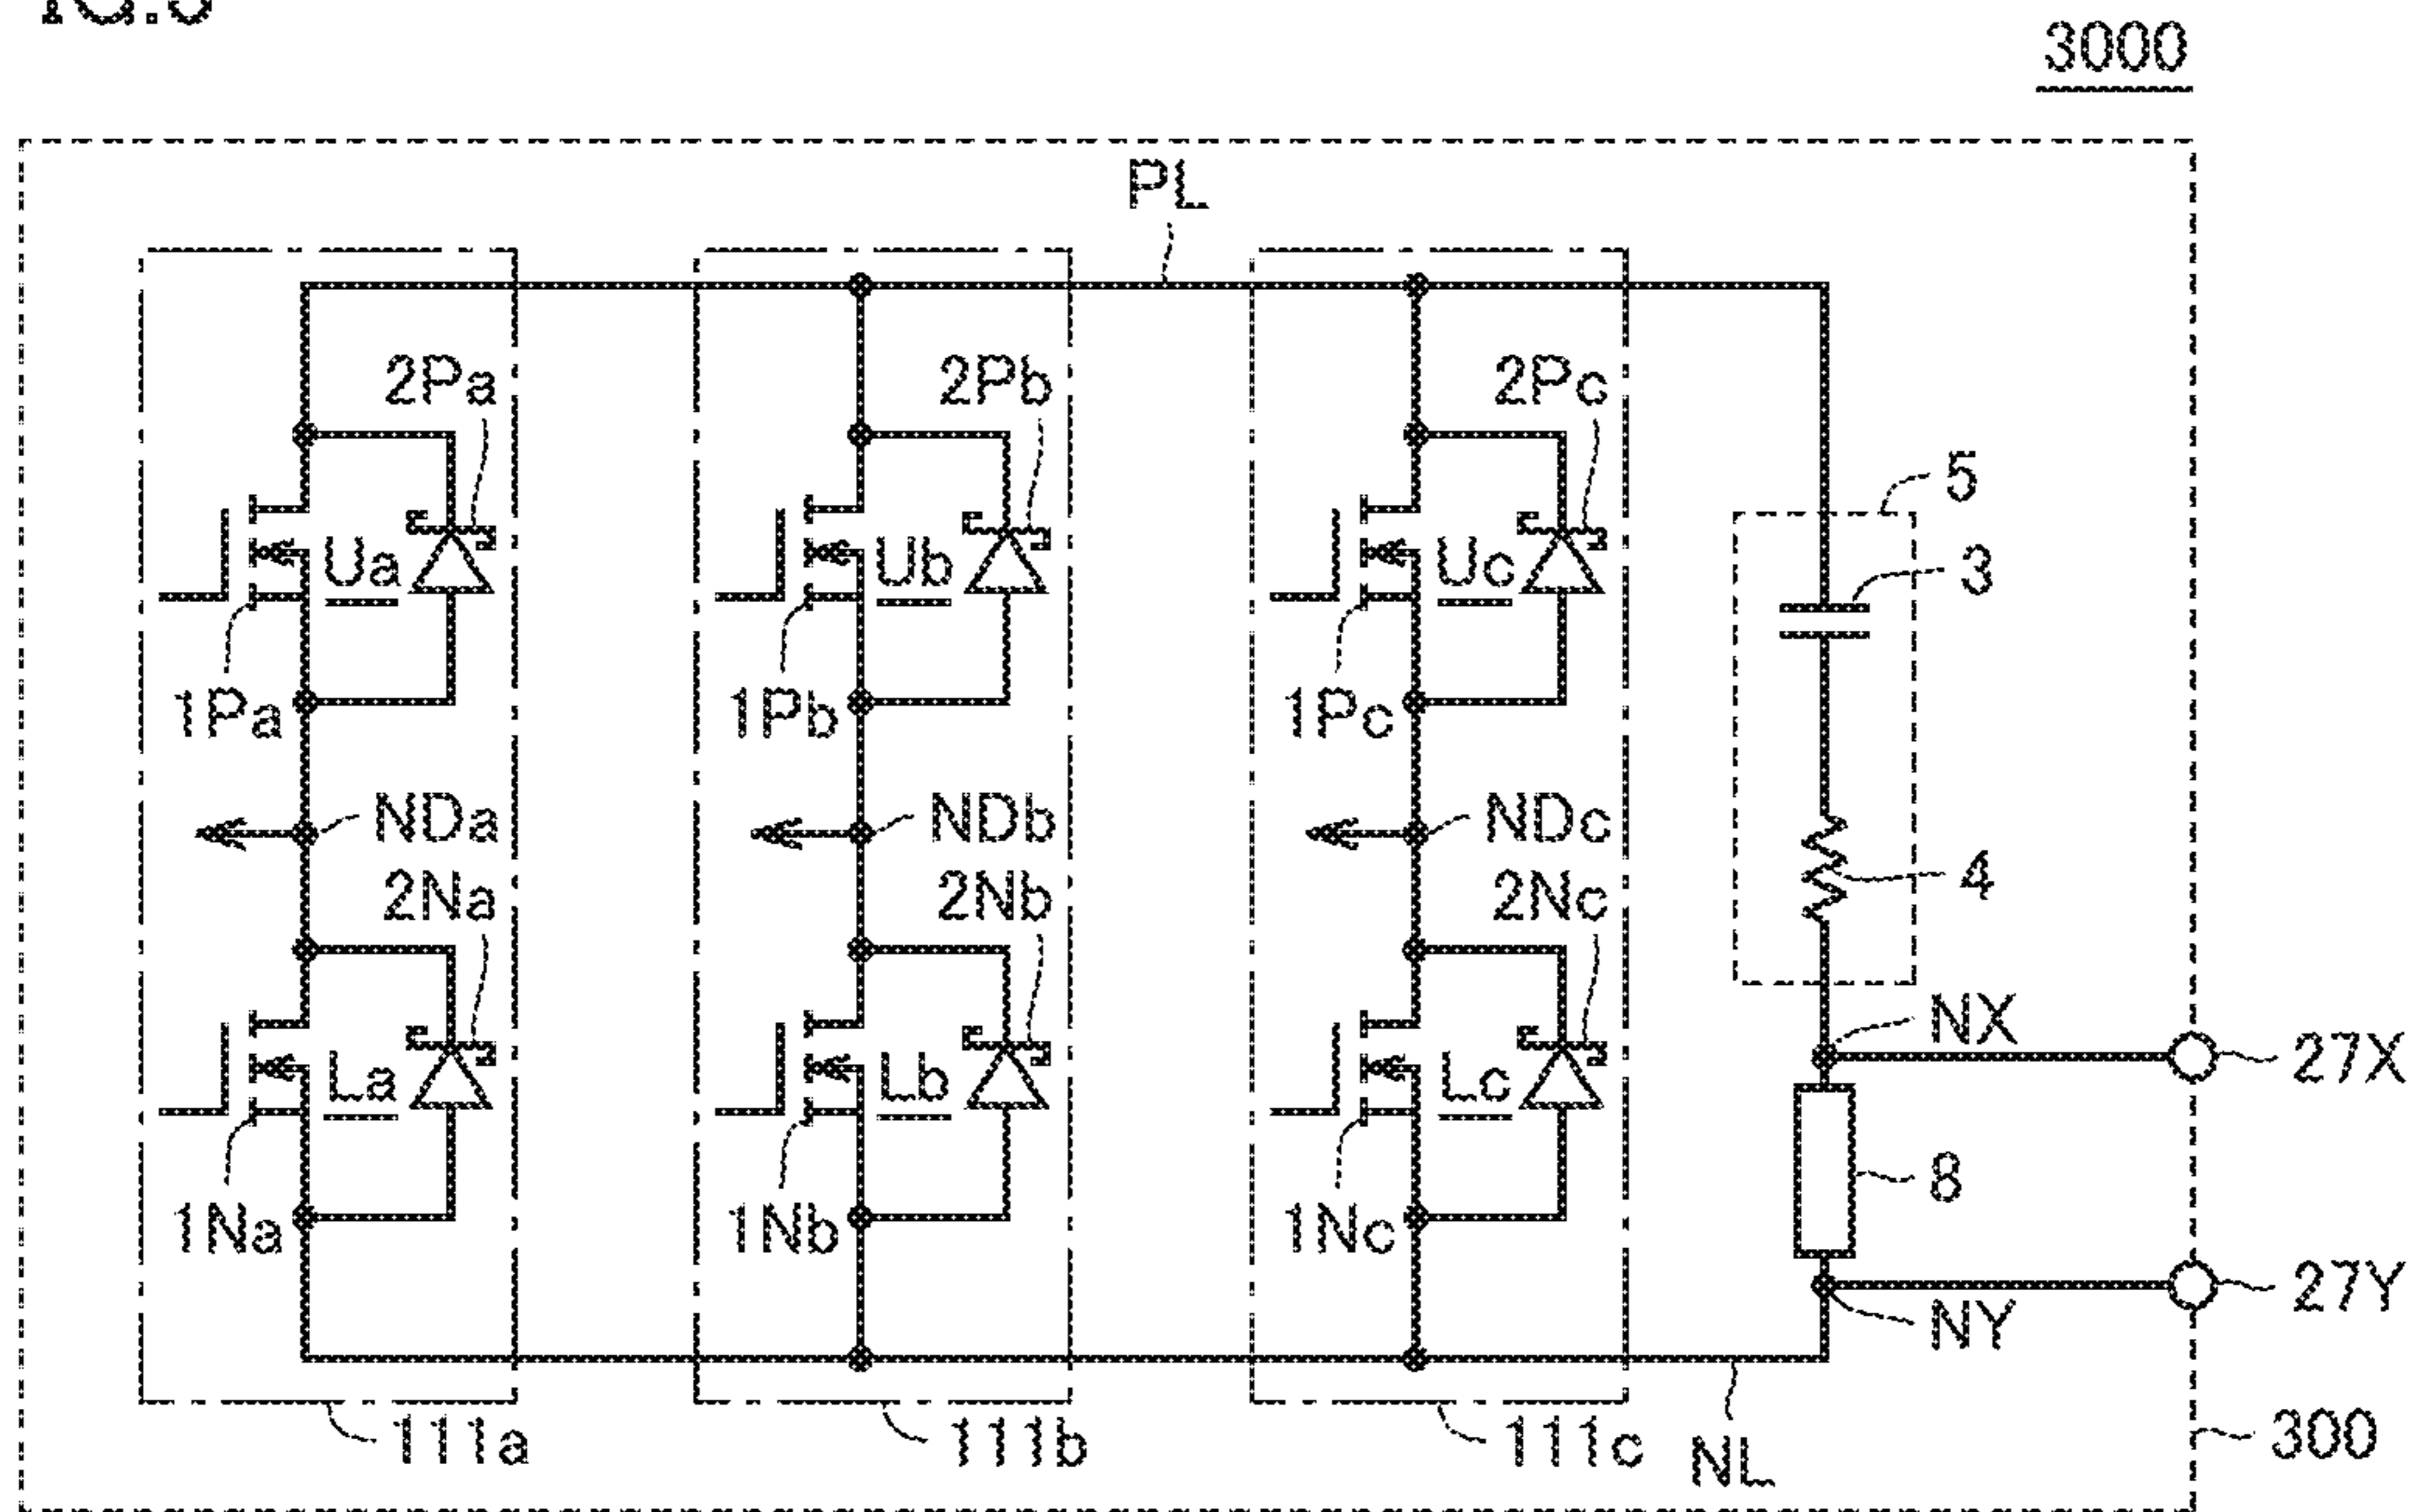 3000
PL
2Pa 2Pb 2Pc
5
3
Ua Ub Uc
1Pa 1Pb 1Pc
NDa NDb NDc
4
2Na 2Nb 2Nc
NX
27X
La Lb Lc
8
1Na 1Nb 1Nc
27Y
NY
111a 111b 111c NL 300